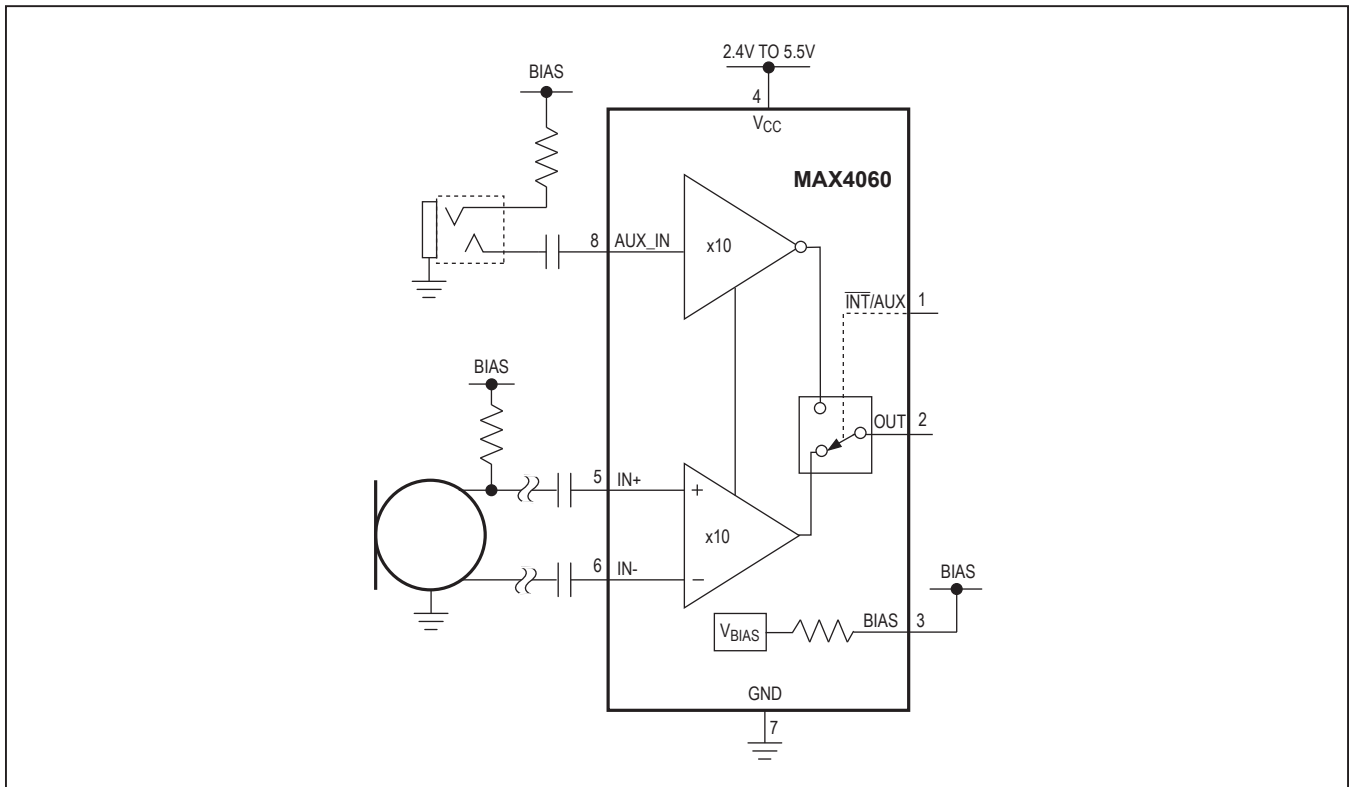 2.4V TO 5.5V
BIAS
4
VCC
MAX4060
8
AUX_IN
x10
INT/AUX
1
BIAS
OUT
2
5
IN+
+
x10
6
IN-
−
BIAS
VBIAS
BIAS
3
GND
7